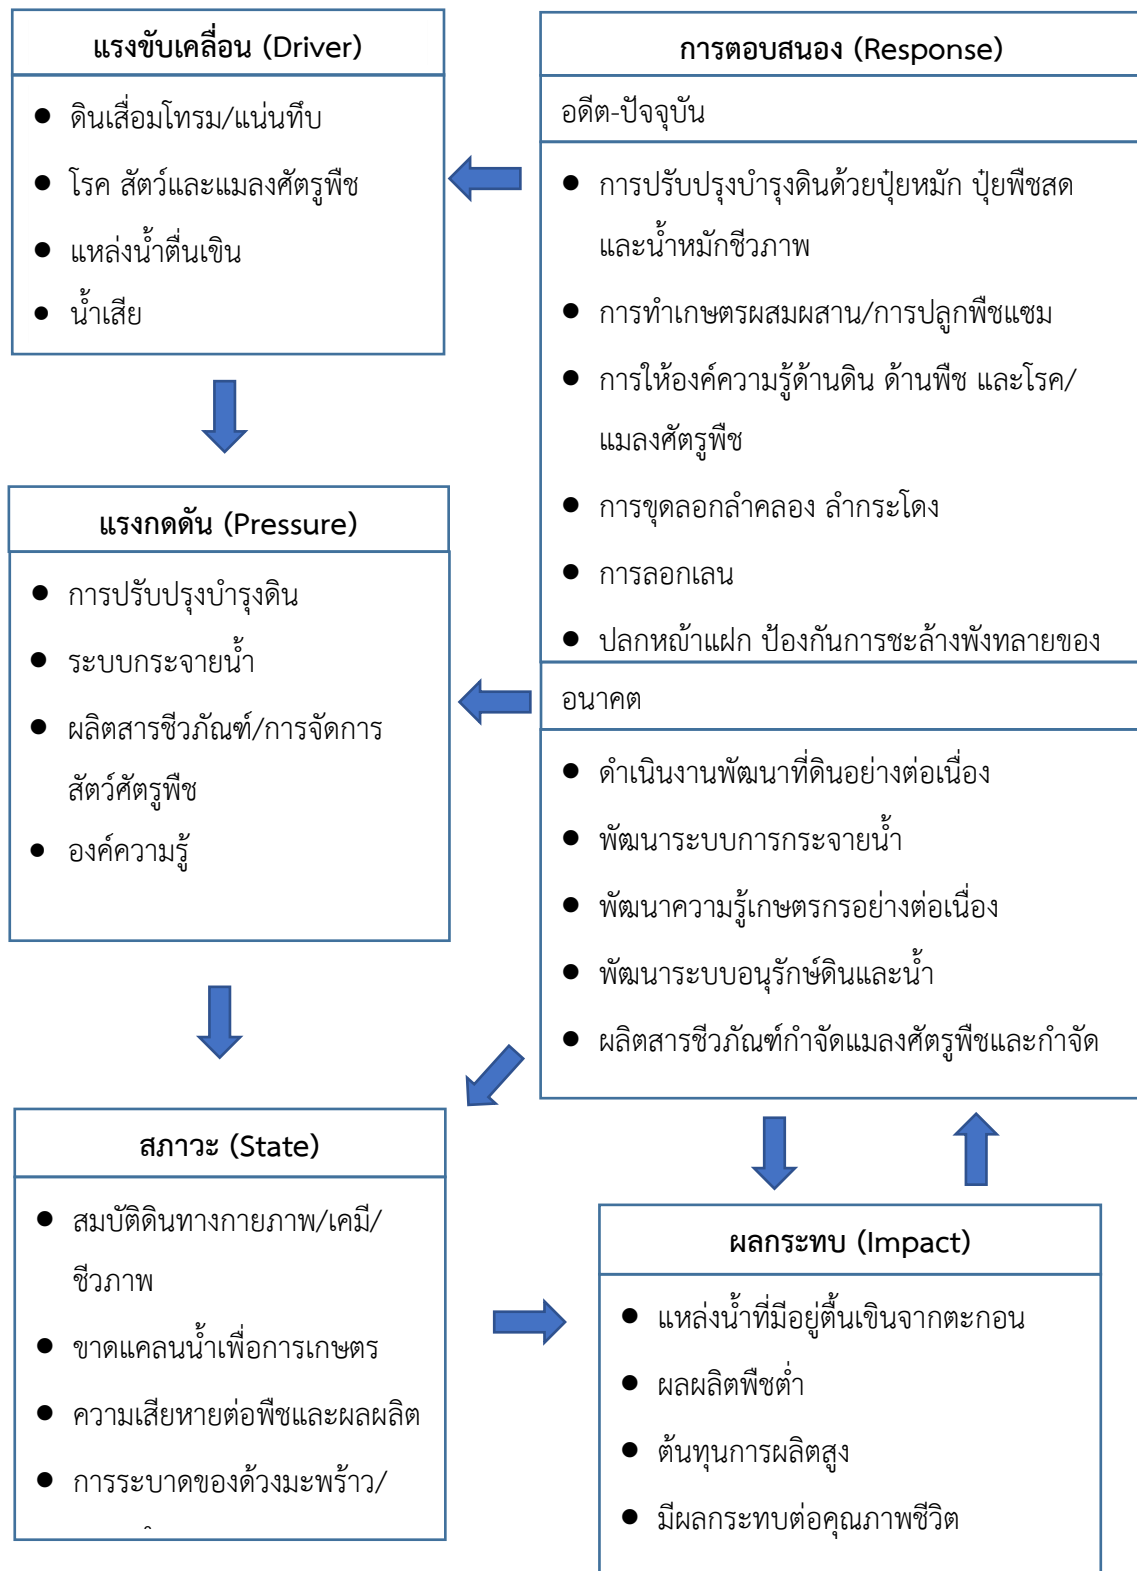 แรงขับเคลื่อน (Driver)
● ดินเสื่อมโทรม/แน่นทึบ
● โรค สัตว์และแมลงศัตรูพืช
● แหล่งน้ำตื่นเขิน
● น้ำเสีย
แรงกดดัน (Pressure)
● การปรับปรุงบำรุงดิน
● ระบบกระจายน้ำ
● ผลิตสารชีวภัณฑ์/การจัดการ
สัตว์ศัตรูพืช
● องค์ความรู้
สภาวะ (State)
● สมบัติดินทางกายภาพ/เคมี/
ชีวภาพ
● ขาดแคลนน้ำเพื่อการเกษตร
● ความเสียหายต่อพืชและผลผลิต
● การระบาดของด้วงมะพร้าว/
การตอบสนอง (Response)
อดีต-ปัจจุบัน
● การปรับปรุงบำรุงดินด้วยปุ๋ยหมัก ปุ๋ยพืชสด
และน้ำหมักชีวภาพ
● การทำเกษตรผสมผสาน/การปลูกพืชแซม
● การให้องค์ความรู้ด้านดิน ด้านพืช และโรค/
แมลงศัตรูพืช
● การขุดลอกลำคลอง ลำกระโดง
● การลอกเลน
● ปลูกหญ้าแฝก ป้องกันการชะล้างพังทลายของ
อนาคต
● ดำเนินงานพัฒนาที่ดินอย่างต่อเนื่อง
● พัฒนาระบบการกระจายน้ำ
● พัฒนาความรู้เกษตรกรอย่างต่อเนื่อง
● พัฒนาระบบอนุรักษ์ดินและน้ำ
● ผลิตสารชีวภัณฑ์กำจัดแมลงศัตรูพืชและกำจัด
ผลกระทบ (Impact)
● แหล่งน้ำที่มีอยู่ตื้นเขินจากตะกอน
● ผลผลิตพืชต่ำ
● ต้นทุนการผลิตสูง
● มีผลกระทบต่อคุณภาพชีวิต